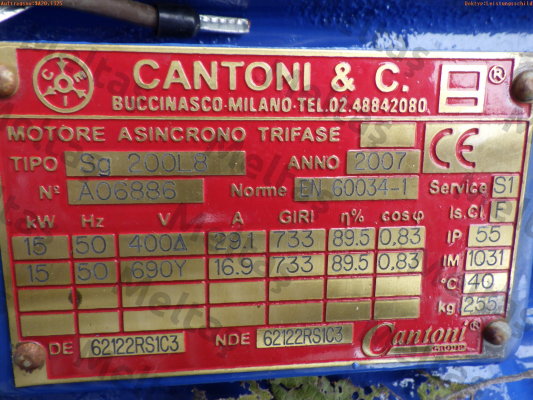 CANTONI & C.
BUCCINASCO-MILANO-TEL.02.48842080
MOTORE ASINCRONO TRIFASE
TIPO Sg 200L8 ANNO 2007
N° A06886 Norme EN 60034-1 Service S1
kW Hz V A GIRI η% cosφ Is.Cl. F
15 50 400Δ 29.1 733 89.5 0,83 IP 55
15 50 690Y 16.9 733 89.5 0,83 IM 1031
°C 40
kg 255
DE 62122RS1C3 NDE 62122RS1C3 Cantoni®
GROUP
CE
Meltas